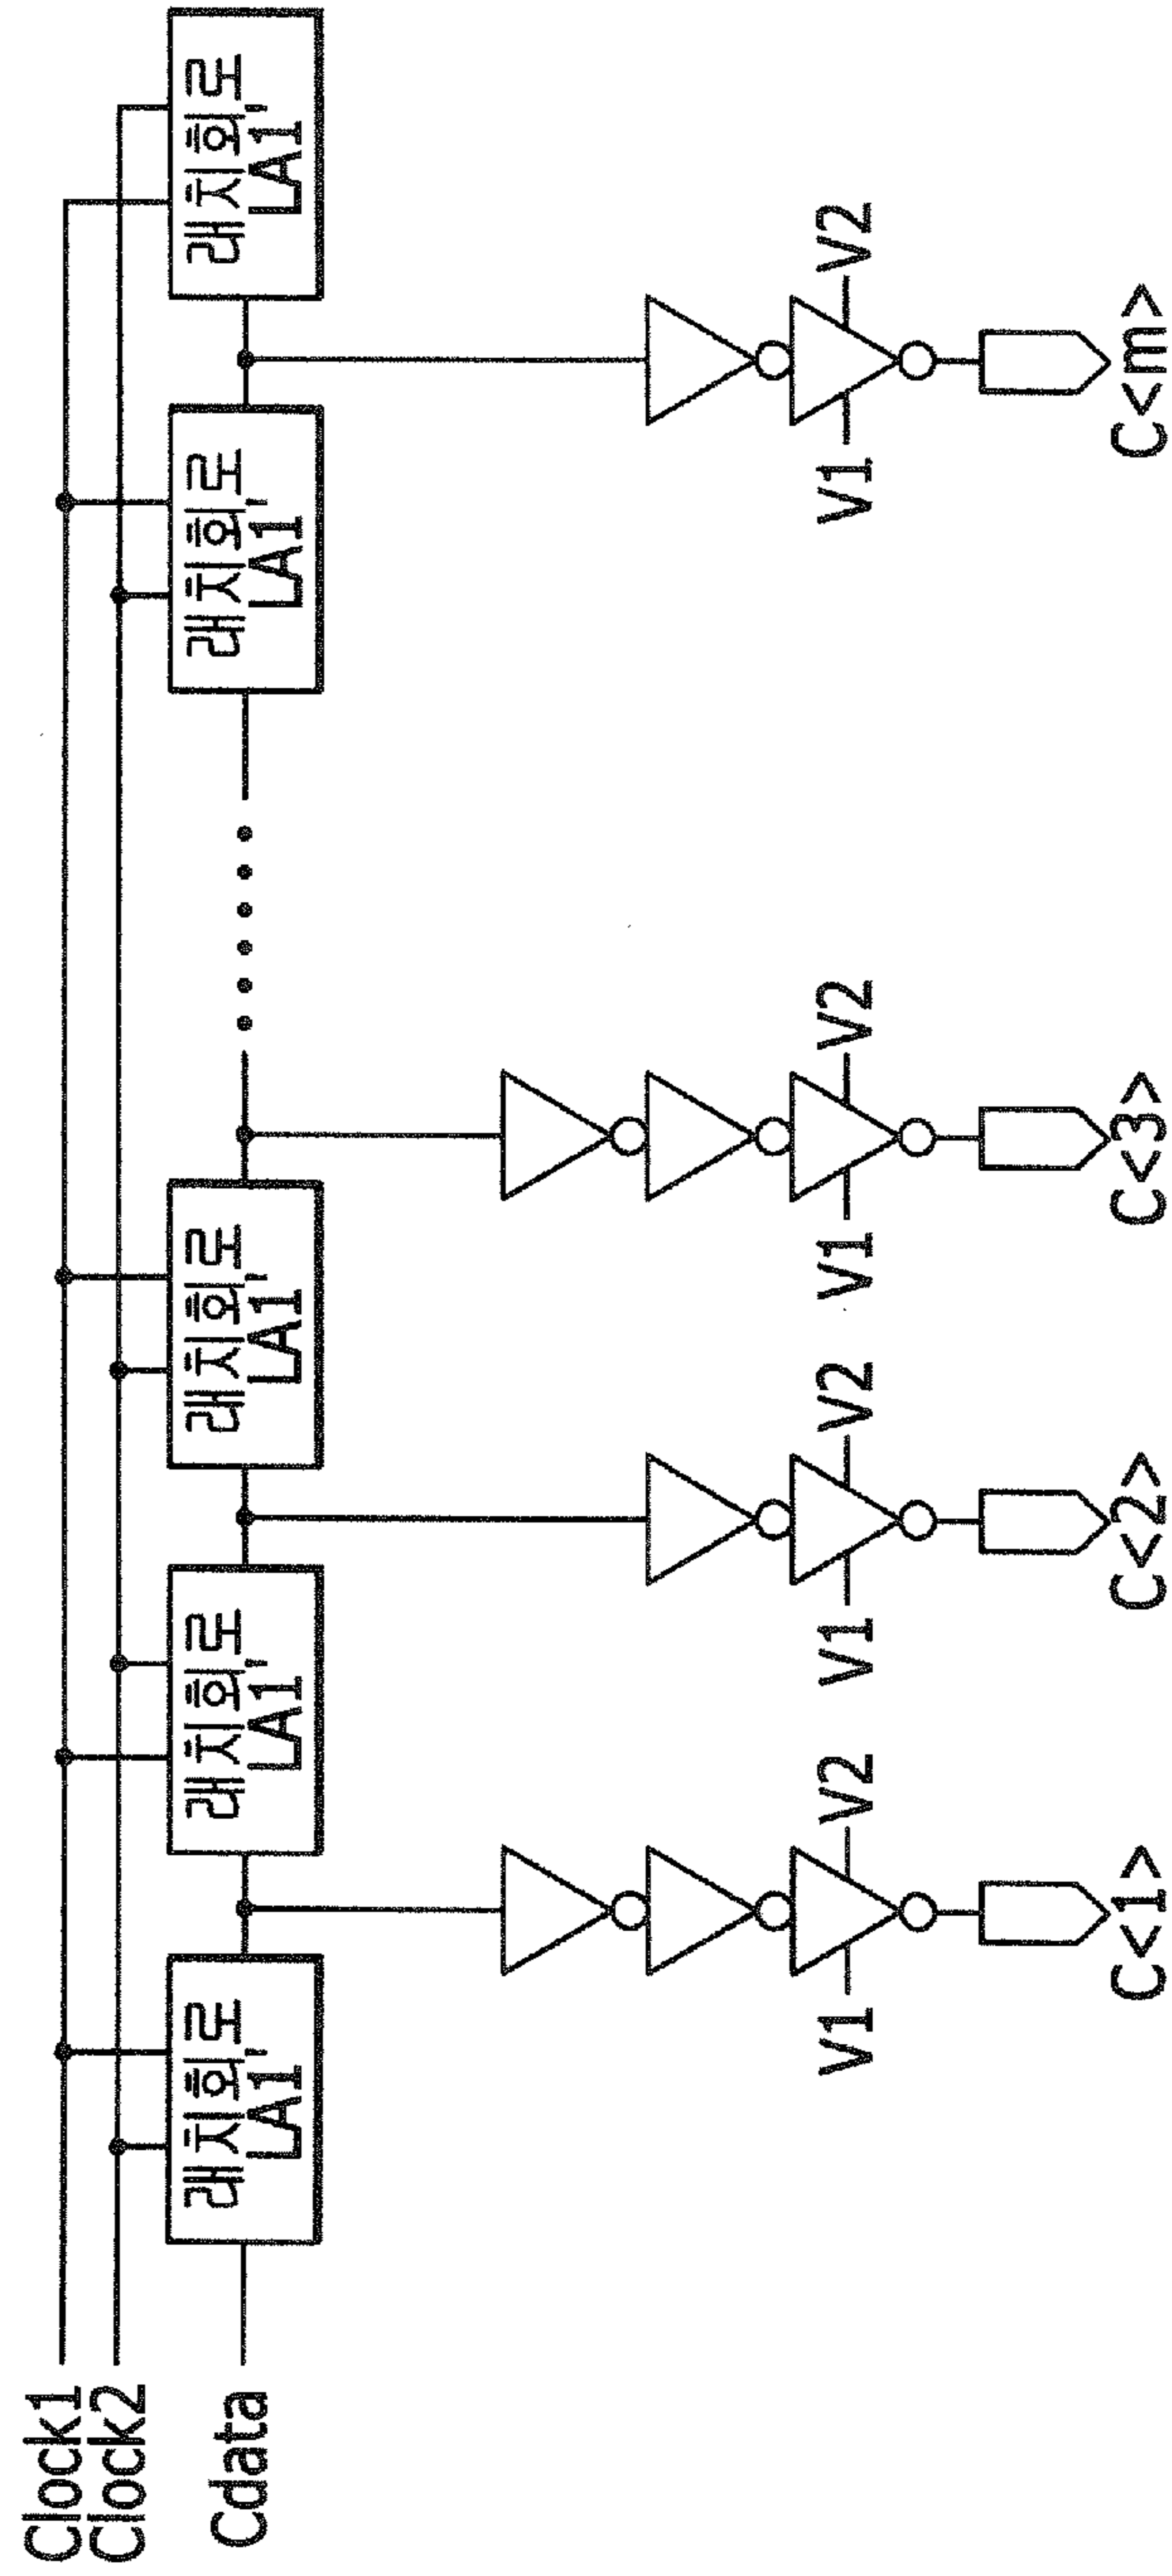 Clock1
Clock2
Cdata
래치회로
LA1'
래치회로
LA1'
래치회로
LA1'
래치회로
LA1'
래치회로
LA1'
V1
V2
V1
V2
V1
V2
V1
V2
C<1>
C<2>
C<3>
C<m>